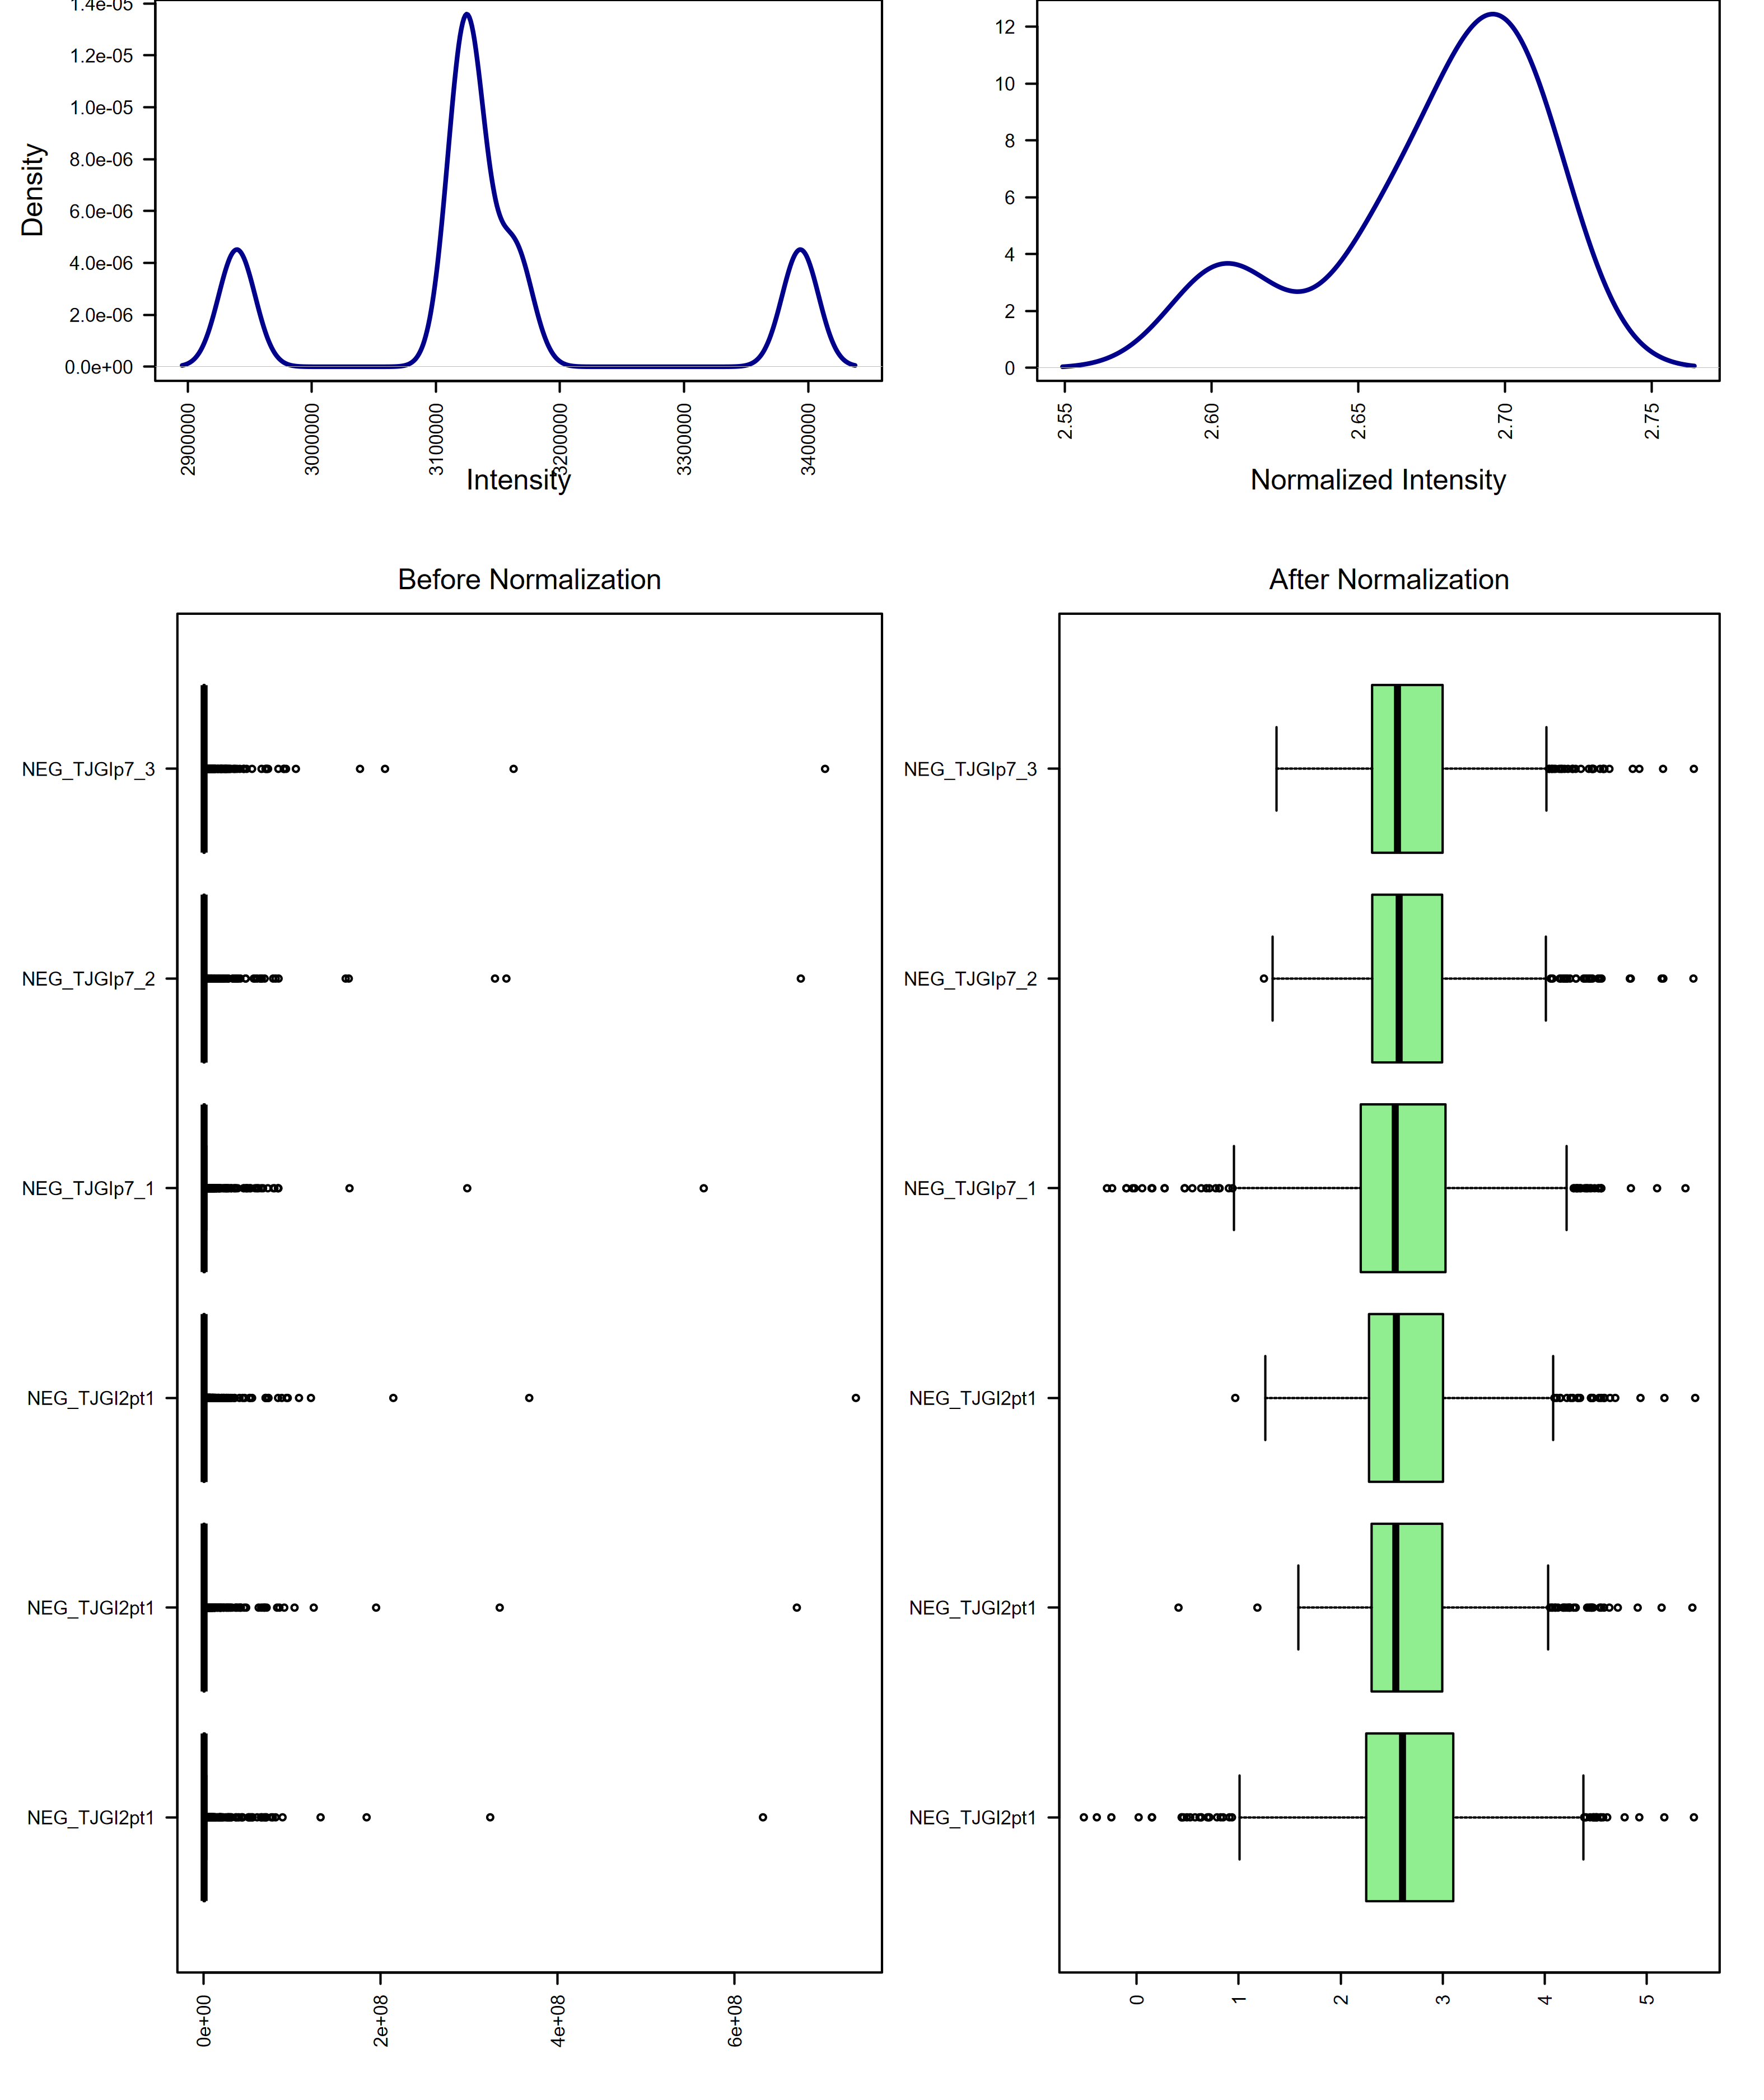 1.4e-05
1.2e-05
1.0e-05
8.0e-06
6.0e-06
4.0e-06
2.0e-06
0.0e+00
Density
2900000
3000000
3100000
3200000
3300000
3400000
Intensity
12
10
8
6
4
2
0
2.55
2.60
2.65
2.70
2.75
Normalized Intensity
Before Normalization
NEG_TJGIp7_3
NEG_TJGIp7_2
NEG_TJGIp7_1
NEG_TJGI2pt1
NEG_TJGI2pt1
NEG_TJGI2pt1
0e+00
2e+08
4e+08
6e+08
After Normalization
NEG_TJGIp7_3
NEG_TJGIp7_2
NEG_TJGIp7_1
NEG_TJGI2pt1
NEG_TJGI2pt1
NEG_TJGI2pt1
0
1
2
3
4
5